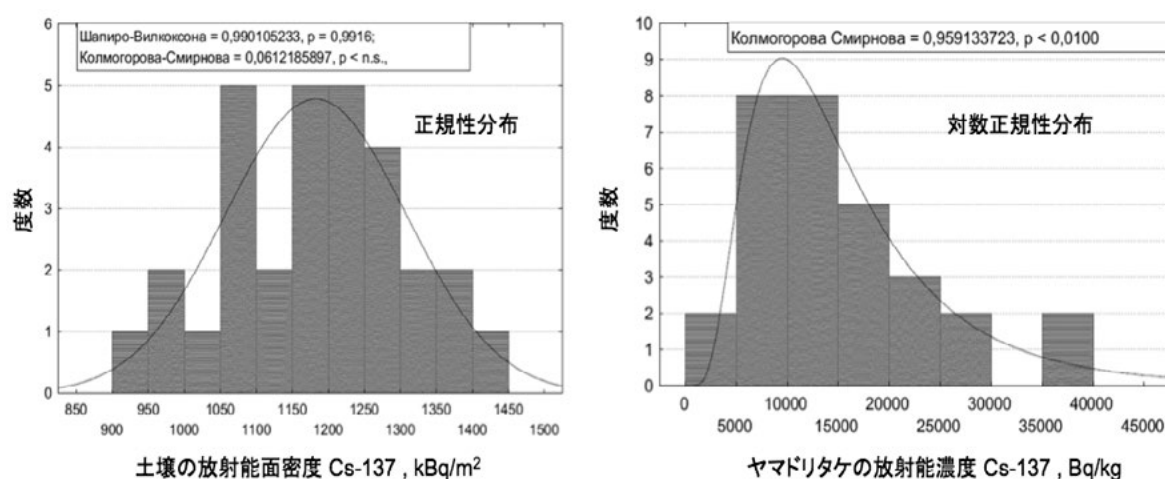 Шапиро-Вилкоксона = 0,990105233, p = 0,9916;
Колмогорова-Смирнова = 0,0612185897, p < n.s.,
正規性分布
度数
6
5
4
3
2
1
0
850 950 1050 1150 1250 1350 1450
900 1000 1100 1200 1300 1400 1500
土壌の放射能面密度 Cs-137 , kBq/m²
Колмогорова Смирнова = 0,959133723, p < 0,0100
対数正規性分布
度数
10
9
8
7
6
5
4
3
2
1
0
0 10000 20000 30000 40000
5000 15000 25000 35000 45000
ヤマドリタケの放射能濃度 Cs-137 , Bq/kg